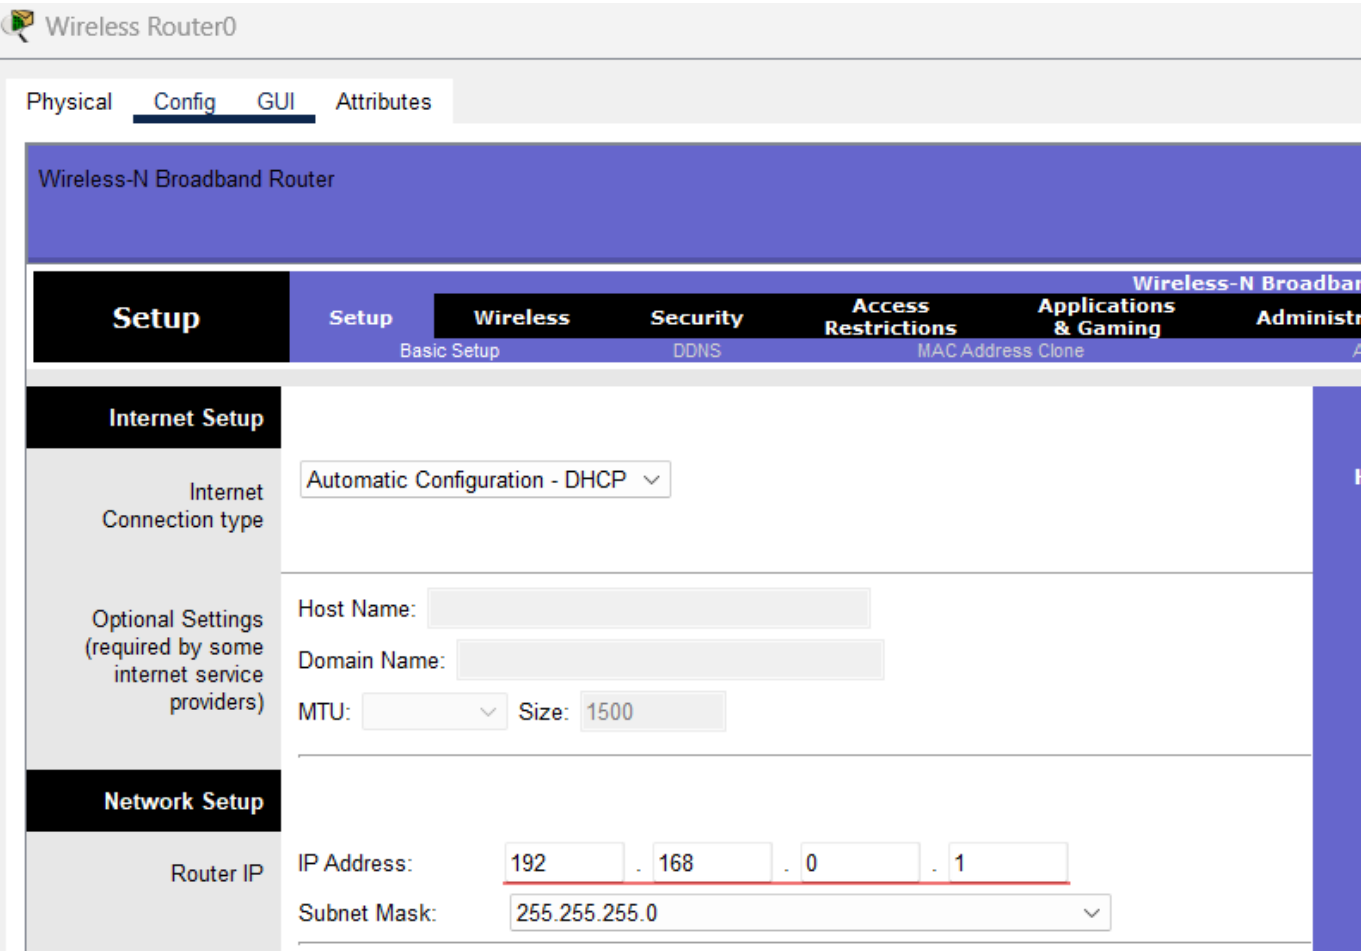 Wireless Router0
Physical Config GUI Attributes
Wireless-N Broadband Router
Wireless-N Broadban
Setup
Setup Wireless Security Access Restrictions Applications & Gaming Administr
Basic Setup DDNS MAC Address Clone A
Internet Setup
Internet
Connection type
Automatic Configuration - DHCP
Optional Settings
(required by some
internet service
providers)
Host Name:
Domain Name:
MTU: Size: 1500
Network Setup
Router IP
IP Address: 192 . 168 . 0 . 1
Subnet Mask: 255.255.255.0